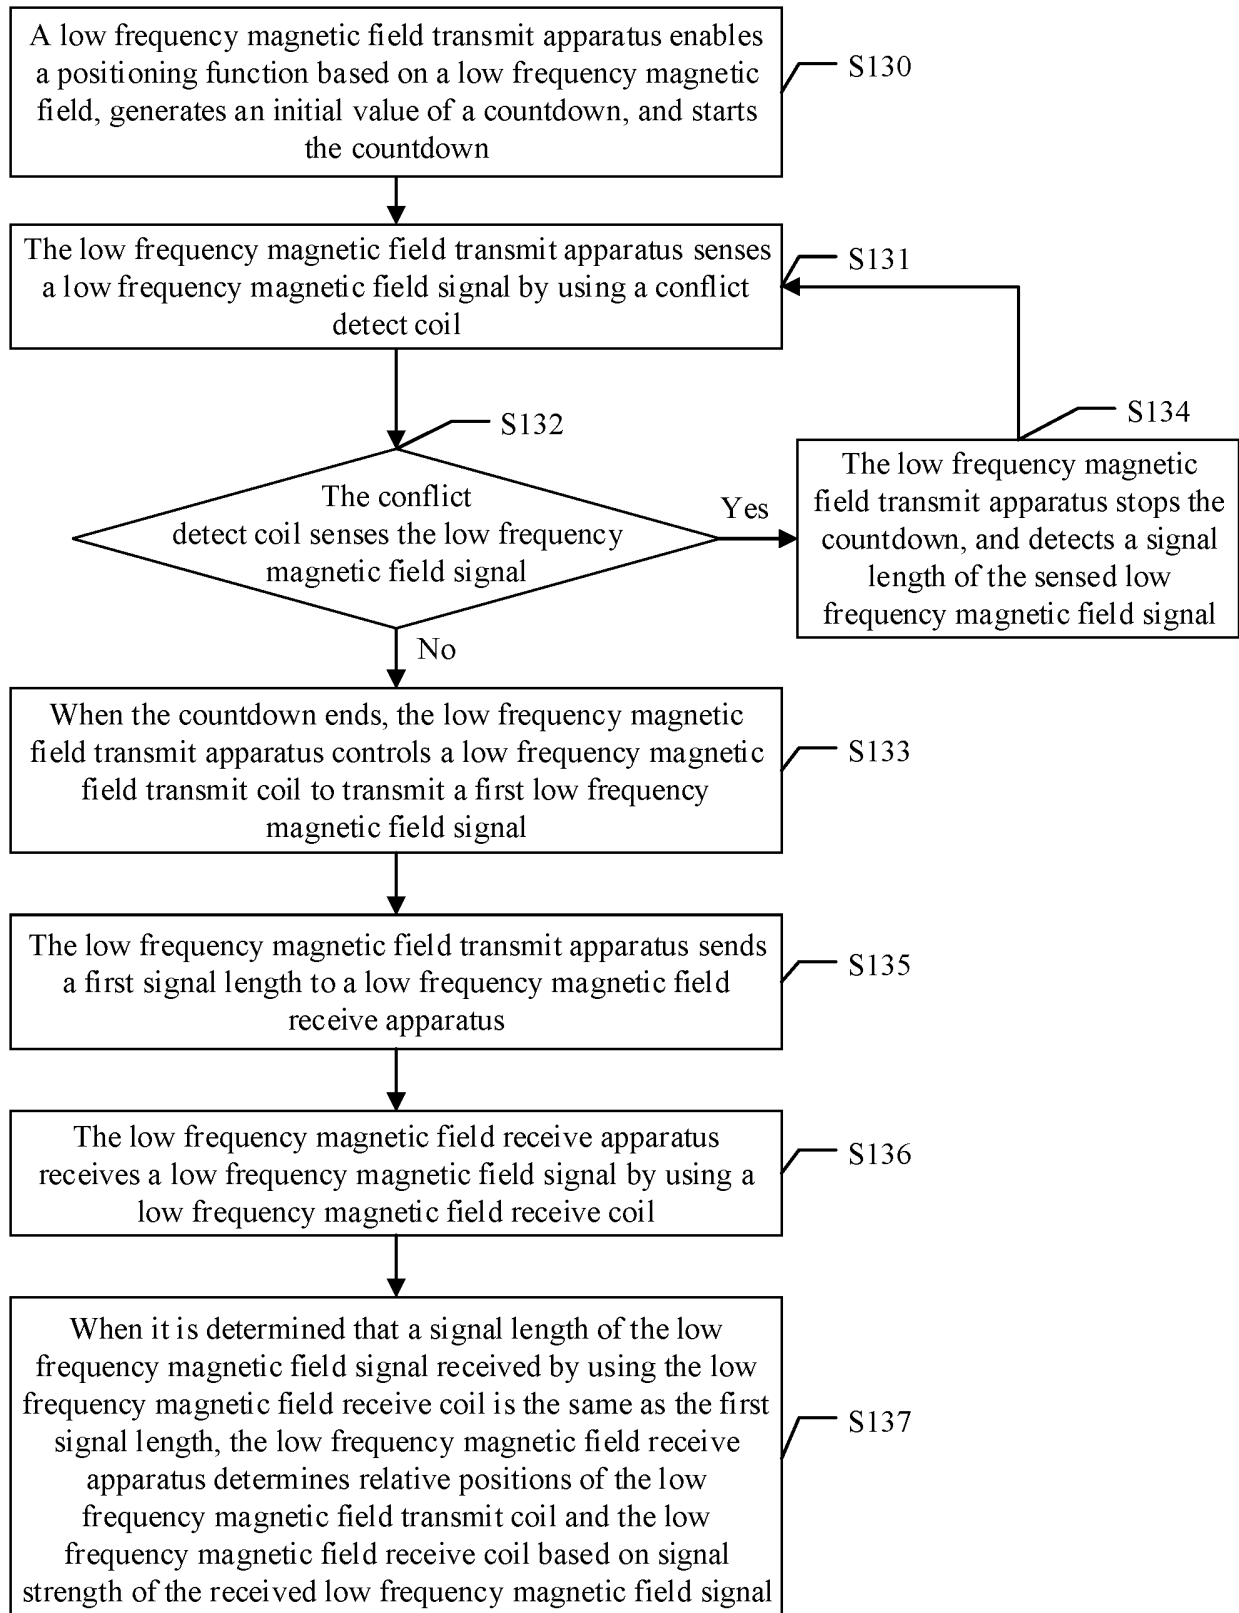 A low frequency magnetic field transmit apparatus enables
a positioning function based on a low frequency magnetic
field, generates an initial value of a countdown, and starts
the countdown
S130
The low frequency magnetic field transmit apparatus senses
a low frequency magnetic field signal by using a conflict
detect coil
S131
S132
The conflict
detect coil senses the low frequency
magnetic field signal
Yes
S134
The low frequency magnetic
field transmit apparatus stops the
countdown, and detects a signal
length of the sensed low
frequency magnetic field signal
No
When the countdown ends, the low frequency magnetic
field transmit apparatus controls a low frequency magnetic
field transmit coil to transmit a first low frequency
magnetic field signal
S133
The low frequency magnetic field transmit apparatus sends
a first signal length to a low frequency magnetic field
receive apparatus
S135
The low frequency magnetic field receive apparatus
receives a low frequency magnetic field signal by using a
low frequency magnetic field receive coil
S136
When it is determined that a signal length of the low
frequency magnetic field signal received by using the low
frequency magnetic field receive coil is the same as the first
signal length, the low frequency magnetic field receive
apparatus determines relative positions of the low
frequency magnetic field transmit coil and the low
frequency magnetic field receive coil based on signal
strength of the received low frequency magnetic field signal
S137